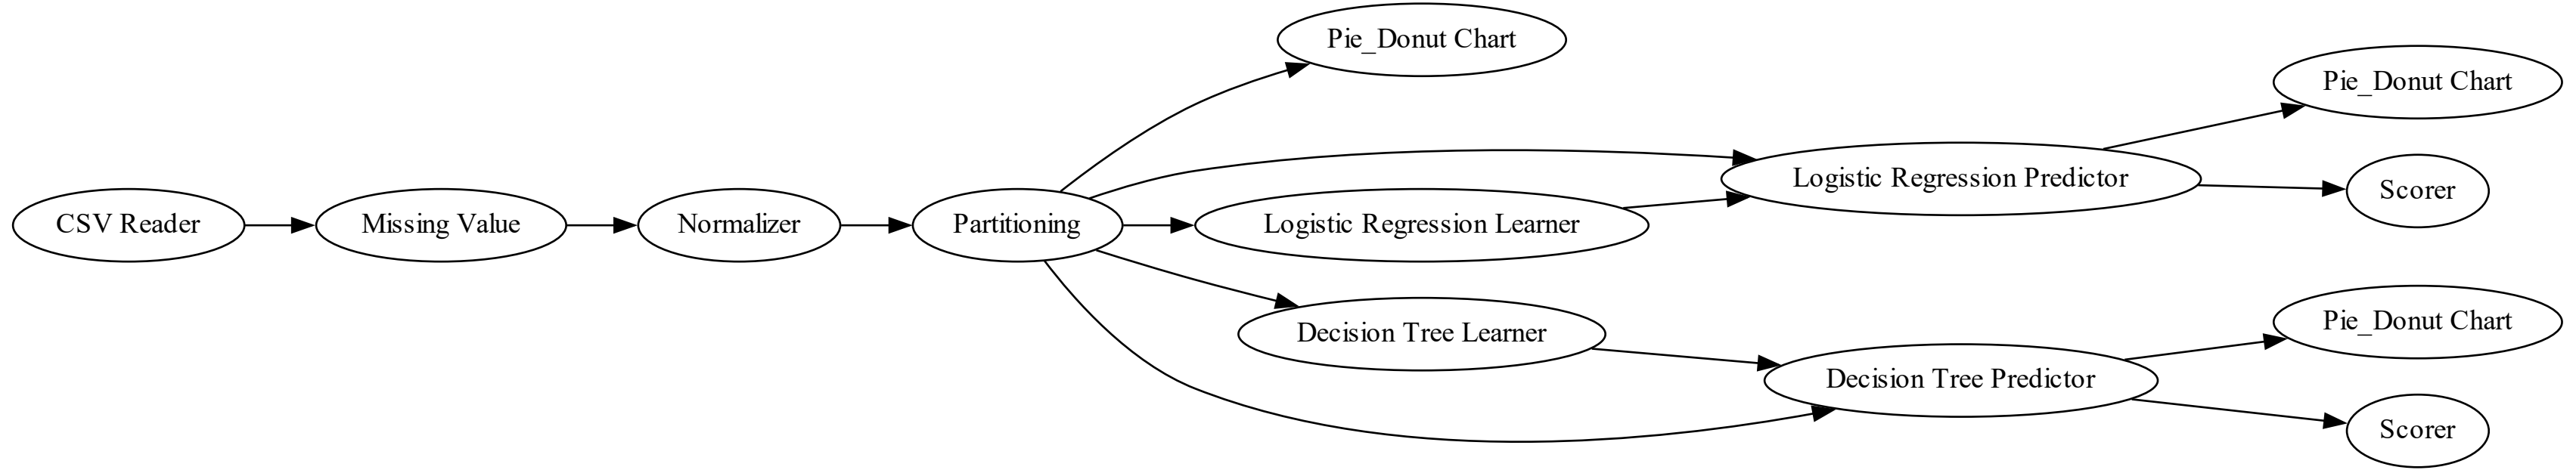 CSV Reader
Missing Value
Normalizer
Partitioning
Pie_Donut Chart
Logistic Regression Learner
Decision Tree Learner
Logistic Regression Predictor
Decision Tree Predictor
Pie_Donut Chart
Scorer
Pie_Donut Chart
Scorer